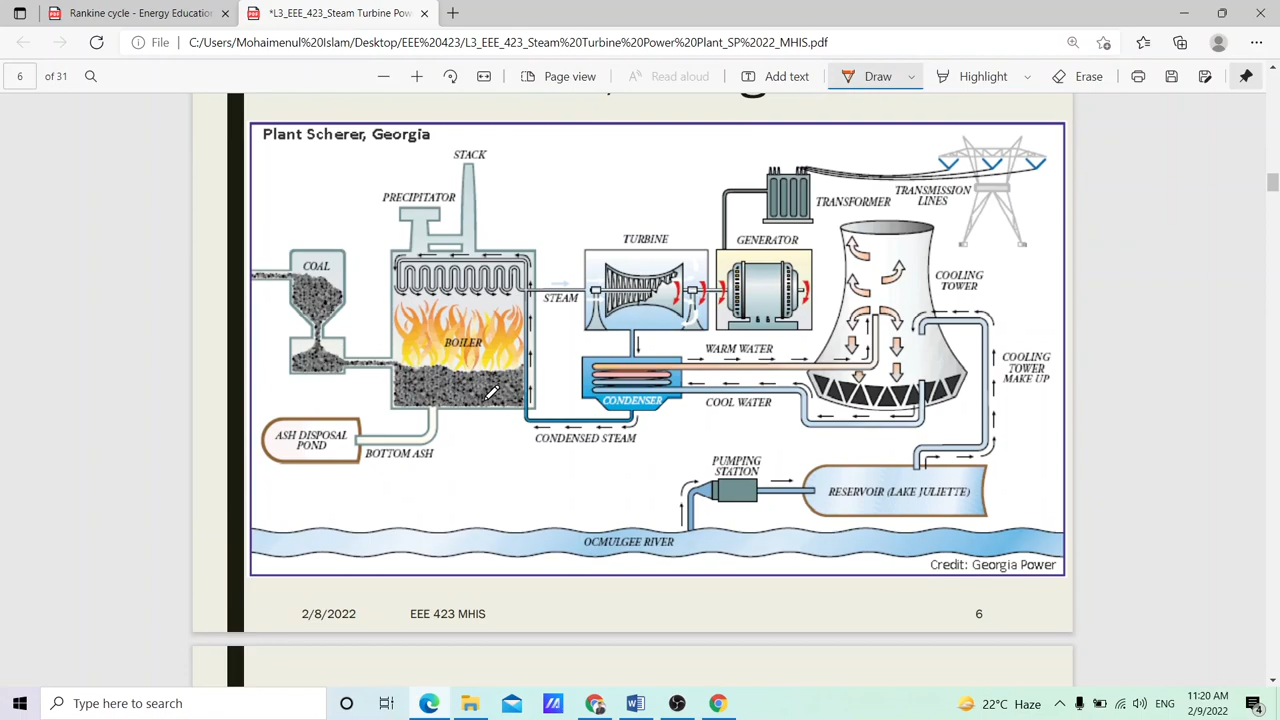 Rankine cycle - Energy Education
*L3_EEE_423_Steam Turbine Pow
File
C:/Users/Mohaimenul%20Islam/Desktop/EEE%20423/L3_EEE_423_Steam%20Turbine%20Power%20Plant_SP%2022_MHIS.pdf
6 of 31
Page view
Read aloud
Add text
Draw
Highlight
Erase
Plant Scherer, Georgia
STACK
PRECIPITATOR
TRANSMISSION
LINES
TRANSFORMER
TURBINE
GENERATOR
COAL
COOLING
TOWER
STEAM
BOILER
WARM WATER
COOLING
TOWER
MAKE UP
CONDENSER
COOL WATER
ASH DISPOSAL
POND
BOTTOM ASH
CONDENSED STEAM
PUMPING
STATION
RESERVOIR (LAKE JULIETTE)
OCMULGEE RIVER
Credit: Georgia Power
2/8/2022
EEE 423 MHIS
6
Type here to search
22°C Haze
ENG
11:20 AM
2/9/2022
4